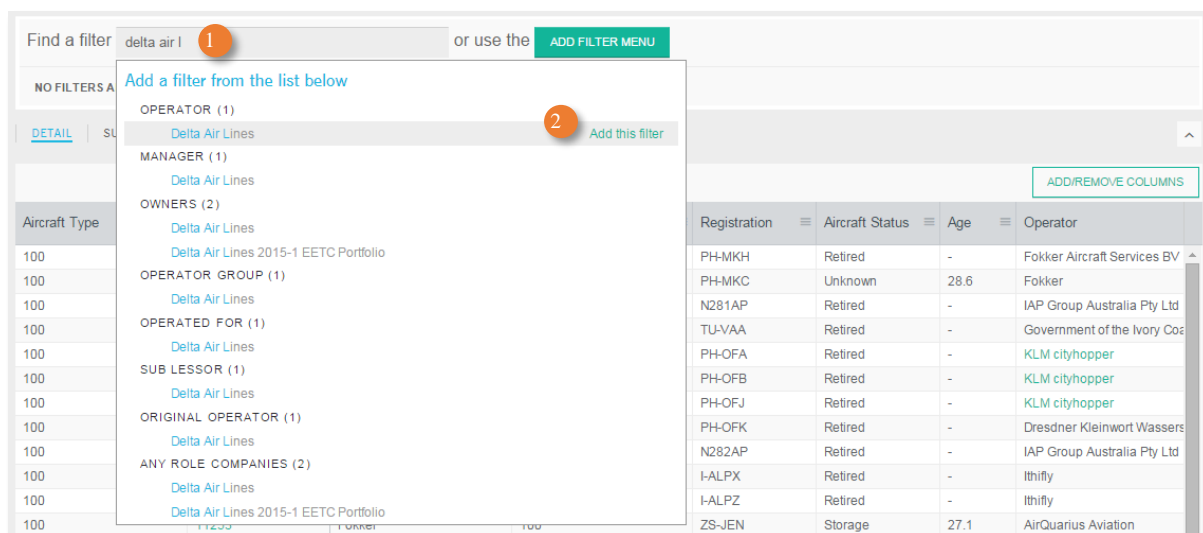 Find a filter delta air l 1 or use the ADD FILTER MENU
NO FILTERS A
Add a filter from the list below
OPERATOR (1)
Delta Air Lines 2 Add this filter
MANAGER (1)
Delta Air Lines
OWNERS (2)
Delta Air Lines
Delta Air Lines 2015-1 EETC Portfolio
OPERATOR GROUP (1)
Delta Air Lines
OPERATED FOR (1)
Delta Air Lines
SUB LESSOR (1)
Delta Air Lines
ORIGINAL OPERATOR (1)
Delta Air Lines
ANY ROLE COMPANIES (2)
Delta Air Lines
Delta Air Lines 2015-1 EETC Portfolio
DETAIL SU
ADD/REMOVE COLUMNS
Aircraft Type Registration Aircraft Status Age Operator
100 PH-MKH Retired - Fokker Aircraft Services BV
100 PH-MKC Unknown 28.6 Fokker
100 N281AP Retired - IAP Group Australia Pty Ltd
100 TU-VAA Retired - Government of the Ivory Coa
100 PH-OFA Retired - KLM cityhopper
100 PH-OFB Retired - KLM cityhopper
100 PH-OFJ Retired - KLM cityhopper
100 PH-OFK Retired - Dresdner Kleinwort Wassers
100 N282AP Retired - IAP Group Australia Pty Ltd
100 I-ALPX Retired - Ithifly
100 I-ALPZ Retired - Ithifly
100 11255 Fokker 100 ZS-JEN Storage 27.1 AirQuarius Aviation